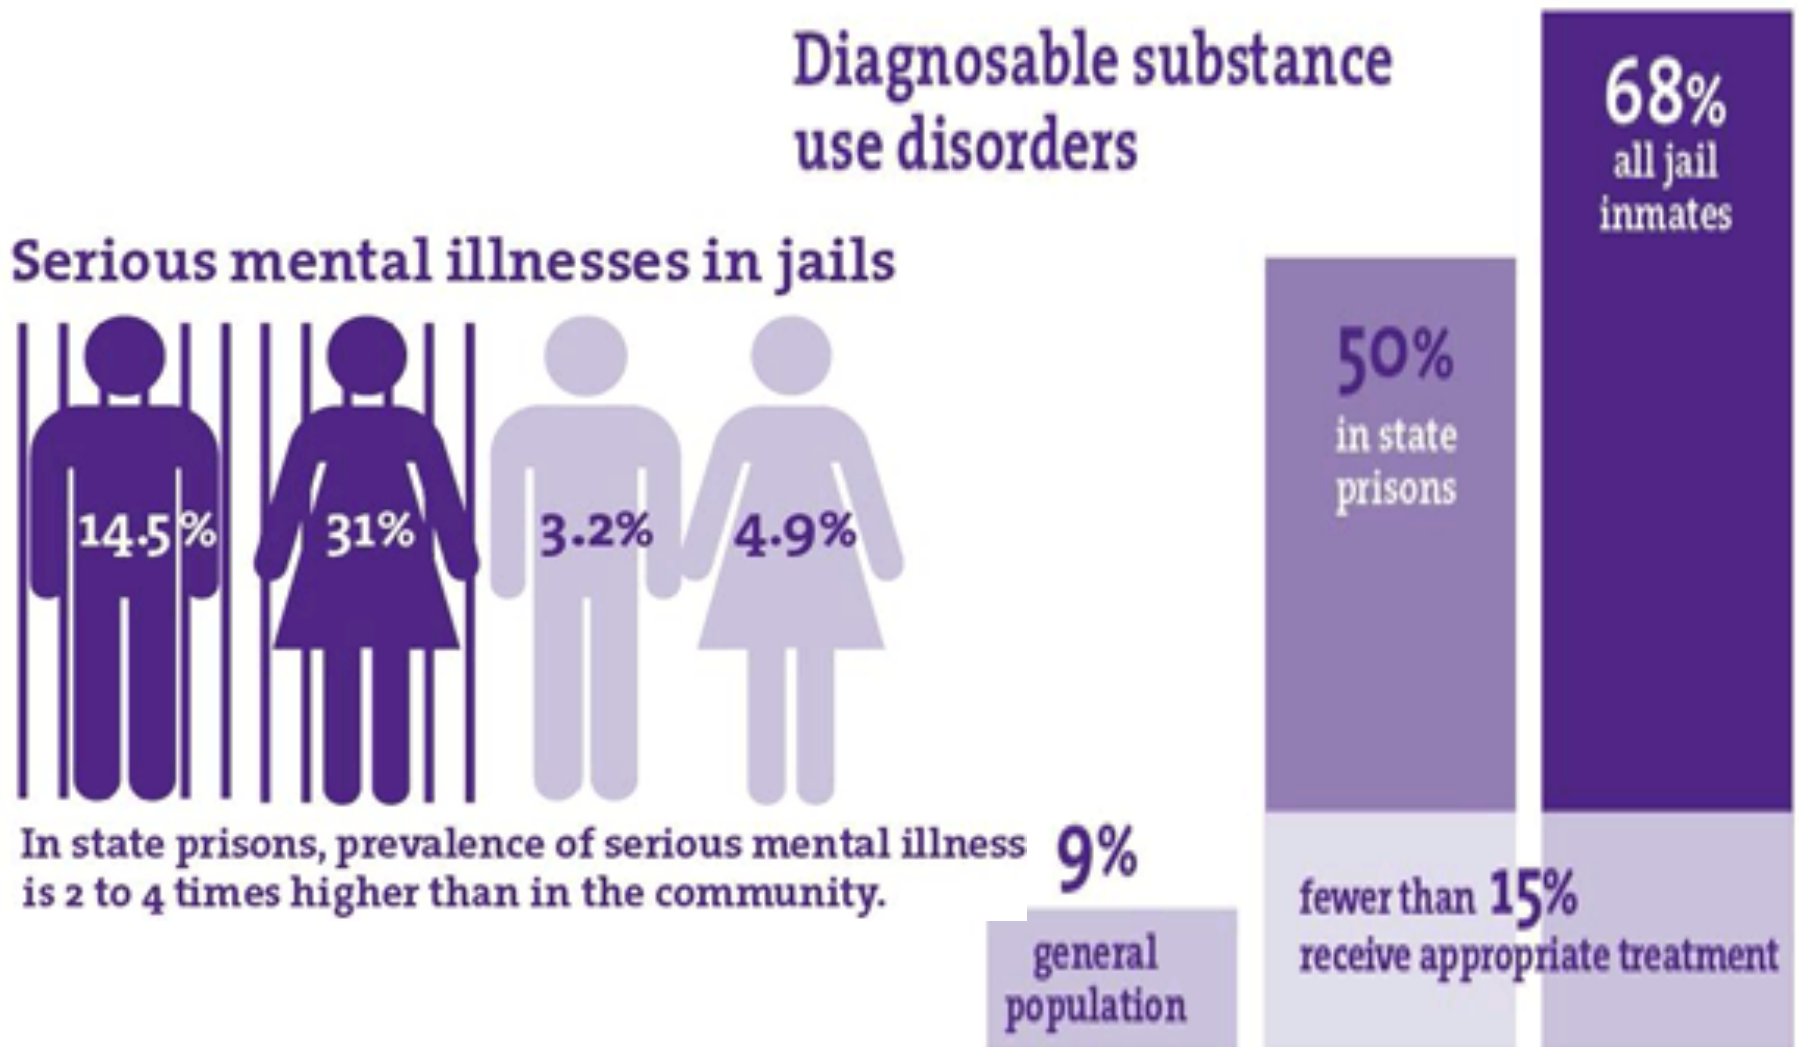 Diagnosable substance
use disorders
68%
all jail
inmates
Serious mental illnesses in jails
50%
in state
prisons
14.5%
31%
3.2%
4.9%
In state prisons, prevalence of serious mental illness
is 2 to 4 times higher than in the community.
9%
general
population
fewer than 15%
receive appropriate treatment